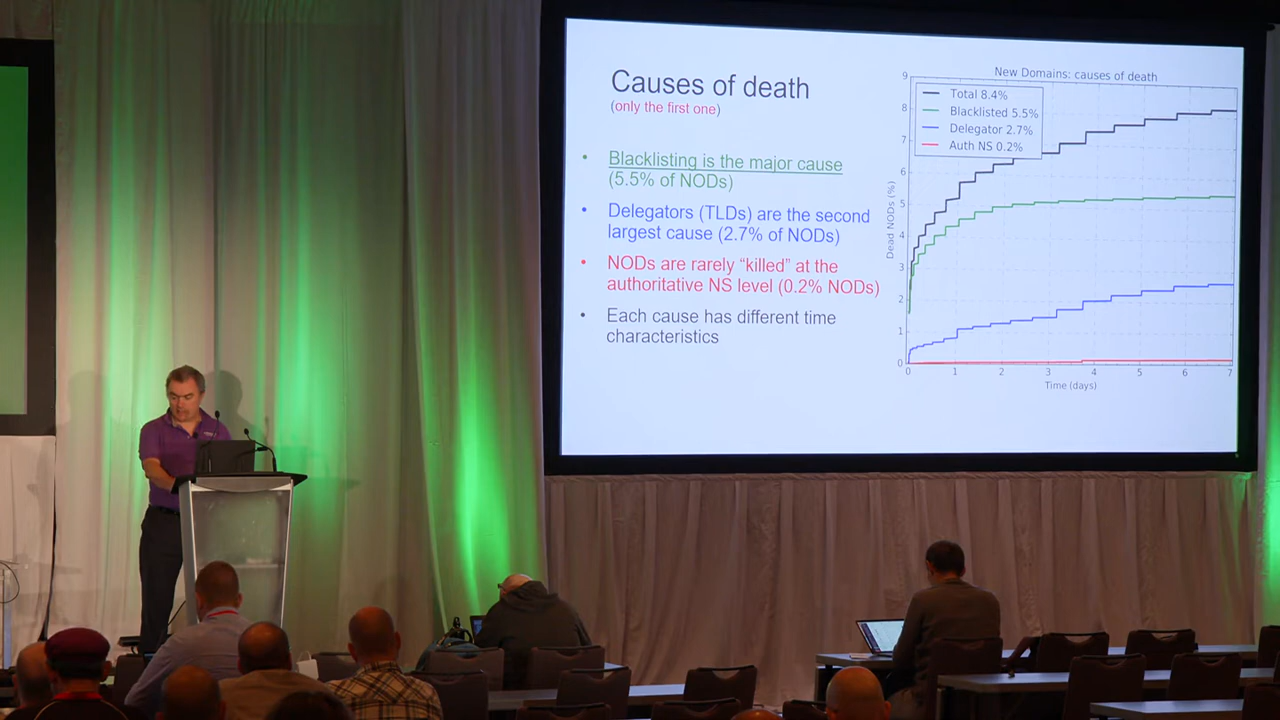 Causes of death
(only the first one)
• Blacklisting is the major cause
(5.5% of NODs)
• Delegators (TLDs) are the second
largest cause (2.7% of NODs)
• NODs are rarely “killed” at the
authoritative NS level (0.2% NODs)
• Each cause has different time
characteristics
New Domains: causes of death
Total 8.4%
Blacklisted 5.5%
Delegator 2.7%
Auth NS 0.2%
Dead NODs (%)
9
8
7
6
5
4
3
2
1
0
0 1 2 3 4 5 6 7
Time (days)